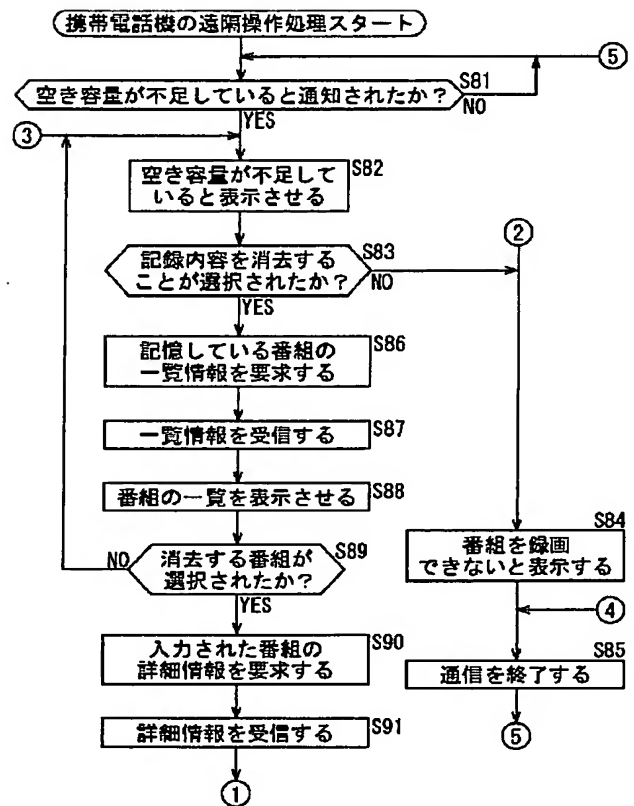 携帯電話機の遠隔操作処理スタート
⑤
S81
空き容量が不足していると通知されたか?
NO
YES
③
S82
空き容量が不足して
いると表示させる
S83
②
記録内容を消去する
ことが選択されたか?
NO
YES
S86
記憶している番組の
一覧情報を要求する
S87
一覧情報を受信する
S88
番組の一覧を表示させる
S89
NO
消去する番組が
選択されたか?
YES
S84
番組を録画
できないと表示する
④
S90
入力された番組の
詳細情報を要求する
S85
通信を終了する
S91
詳細情報を受信する
⑤
①